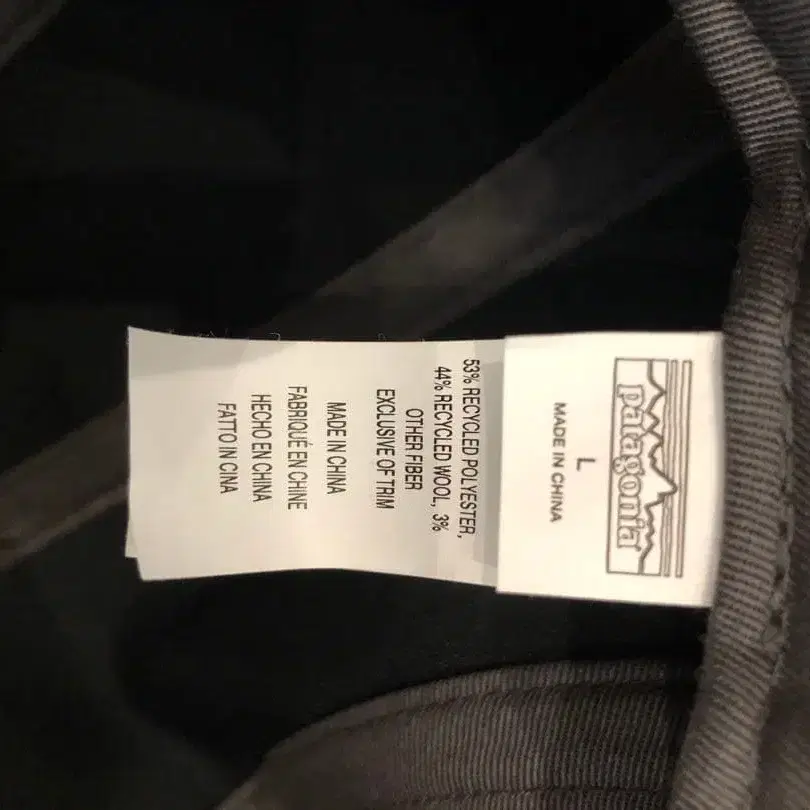 patagonia
L
MADE IN CHINA
53% RECYCLED POLYESTER,
44% RECYCLED WOOL, 3%
OTHER FIBER
EXCLUSIVE OF TRIM
MADE IN CHINA
FABRIQUÉ EN CHINE
HECHO EN CHINA
FATTO IN CINA